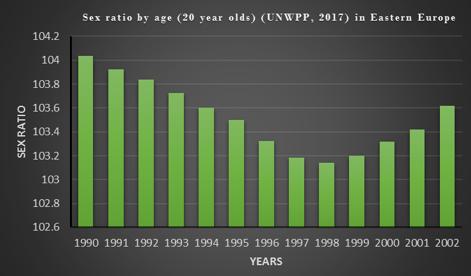 Sex ratio by age (20 year olds) (UNWPP, 2017) in Eastern Europe
104.2
104
103.8
103.6
103.4
103.2
103
102.8
102.6
SEX RATIO
1990 1991 1992 1993 1994 1995 1996 1997 1998 1999 2000 2001 2002
YEARS